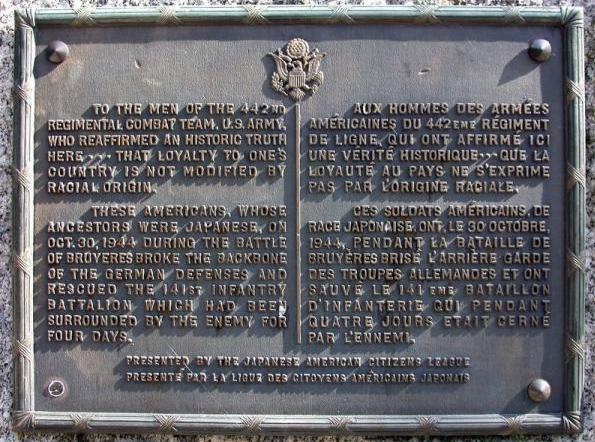 TO THE MEN OF THE 442ND
REGIMENTAL COMBAT TEAM, U.S. ARMY,
WHO REAFFIRMED AN HISTORIC TRUTH
HERE--- THAT LOYALTY TO ONE'S
COUNTRY IS NOT MODIFIED BY
RACIAL ORIGIN.
THESE AMERICANS, WHOSE
ANCESTORS WERE JAPANESE, ON
OCT. 30, 1944 DURING THE BATTLE
OF BRUYERES BROKE THE BACKBONE
OF THE GERMAN DEFENSES AND
RESCUED THE 141ST INFANTRY
BATTALION WHICH HAD BEEN
SURROUNDED BY THE ENEMY FOR
FOUR DAYS.
AUX HOMMES DES ARMÉES
AMÉRICAINES DU 442EME RÉGIMENT
DE LIGNE, QUI ONT AFFIRMÉ ICI
UNE VÉRITÉ HISTORIQUE--- QUE LA
LOYAUTÉ AU PAYS NE S'EXPRIME
PAS PAR L'ORIGINE RACIALE.
CES SOLDATS AMÉRICAINS, DE
RACE JAPONAISE, ONT, LE 30 OCTOBRE,
1944, PENDANT LA BATAILLE DE
BRUYÈRES BRISÉ L'ARRIÈRE GARDE
DES TROUPES ALLEMANDES ET ONT
SAUVÉ LE 141EME BATAILLON
D'INFANTERIE QUI PENDANT
QUATRE JOURS ETAIT CERNÉ
PAR L'ENNEMI.
PRESENTED BY THE JAPANESE AMERICAN CITIZENS LEAGUE
PRESENTÉ PAR LA LIGUE DES CITOYENS AMÉRICAINS JAPONAIS